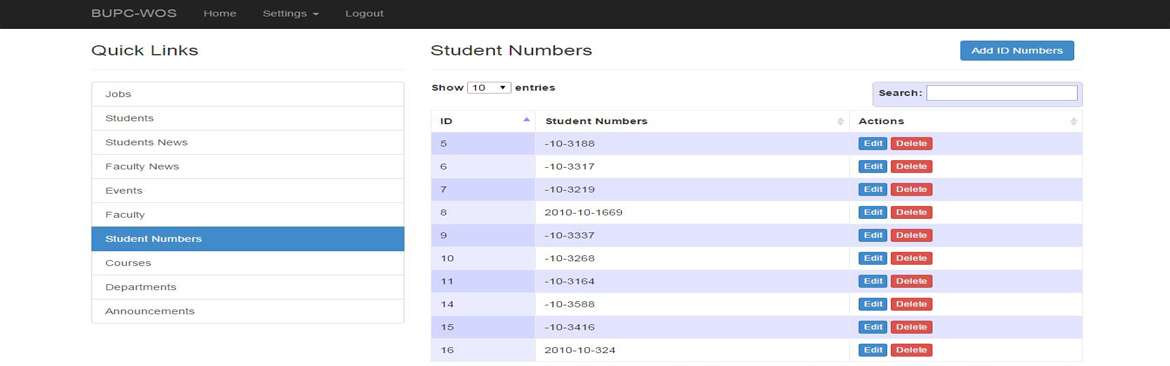 BUPC-WOS Home Settings Logout
Quick Links
Jobs
Students
Students News
Faculty News
Events
Faculty
Student Numbers
Courses
Departments
Announcements
Student Numbers Add ID Numbers
Show 10 entries Search:
ID Student Numbers Actions
5 -10-3188 Edit Delete
6 -10-3317 Edit Delete
7 -10-3219 Edit Delete
8 2010-10-1669 Edit Delete
9 -10-3337 Edit Delete
10 -10-3268 Edit Delete
11 -10-3164 Edit Delete
14 -10-3588 Edit Delete
15 -10-3416 Edit Delete
16 2010-10-324 Edit Delete